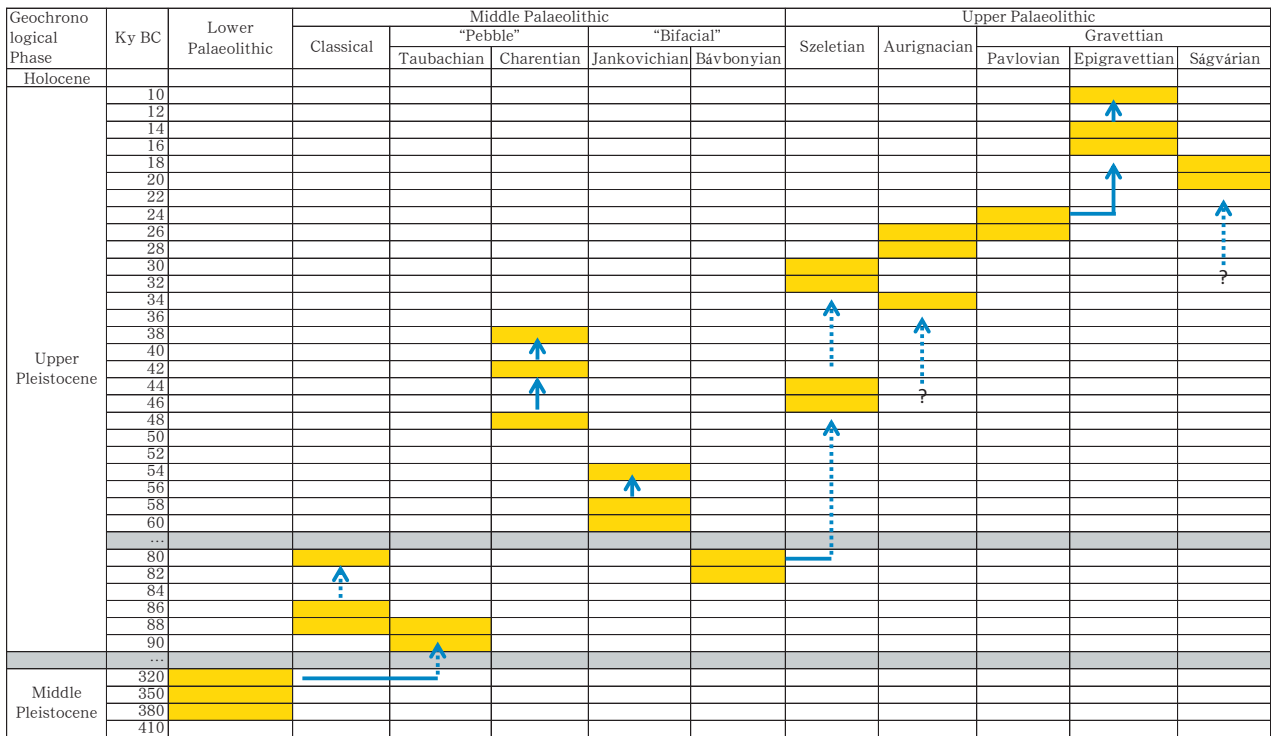 Geochrono
logical
Phase
Ky BC
Lower
Palaeolithic
Middle Palaeolithic
Upper Palaeolithic
Classical
“Pebble”
“Bifacial”
Szeletian
Aurignacian
Gravettian
Taubachian
Charentian
Jankovichian
Bávbonyian
Pavlovian
Epigravettian
Ságvárian
Holocene
10
12
14
16
18
20
22
24
26
28
30
32
?
34
36
38
40
Upper
Pleistocene
42
44
46
?
48
50
52
54
56
58
60
…
80
82
84
86
88
90
…
Middle
Pleistocene
320
350
380
410